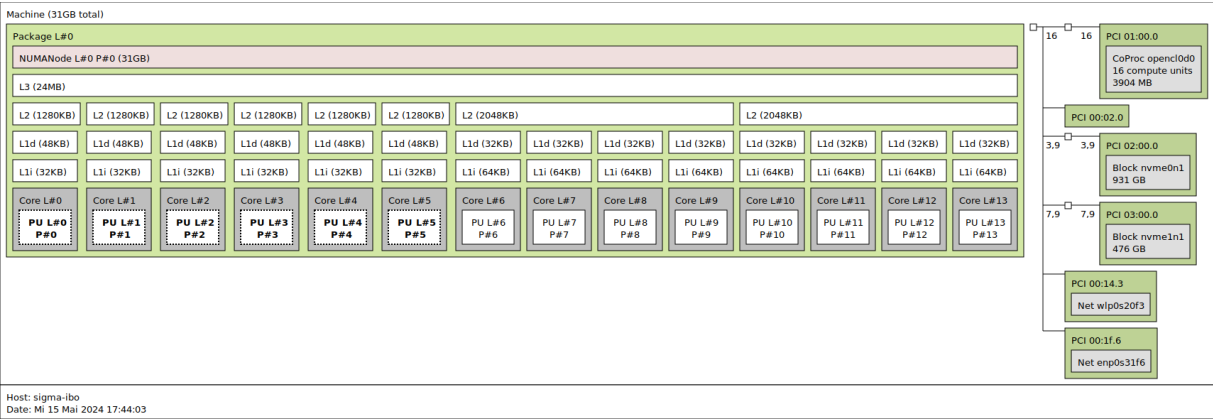 Machine (31GB total)
Package L#0
NUMANode L#0 P#0 (31GB)
L3 (24MB)
L2 (1280KB) L2 (1280KB) L2 (1280KB) L2 (1280KB) L2 (1280KB) L2 (1280KB) L2 (2048KB) L2 (2048KB)
L1d (48KB) L1d (48KB) L1d (48KB) L1d (48KB) L1d (48KB) L1d (48KB) L1d (32KB) L1d (32KB) L1d (32KB) L1d (32KB) L1d (32KB) L1d (32KB) L1d (32KB) L1d (32KB)
L1i (32KB) L1i (32KB) L1i (32KB) L1i (32KB) L1i (32KB) L1i (32KB) L1i (64KB) L1i (64KB) L1i (64KB) L1i (64KB) L1i (64KB) L1i (64KB) L1i (64KB) L1i (64KB)
Core L#0 Core L#1 Core L#2 Core L#3 Core L#4 Core L#5 Core L#6 Core L#7 Core L#8 Core L#9 Core L#10 Core L#11 Core L#12 Core L#13
PU L#0 PU L#1 PU L#2 PU L#3 PU L#4 PU L#5 PU L#6 PU L#7 PU L#8 PU L#9 PU L#10 PU L#11 PU L#12 PU L#13
P#0 P#1 P#2 P#3 P#4 P#5 P#6 P#7 P#8 P#9 P#10 P#11 P#12 P#13
16 16 PCI 01:00.0
CoProc opencl0d0
16 compute units
3904 MB
PCI 00:02.0
3,9 3,9 PCI 02:00.0
Block nvme0n1
931 GB
7,9 7,9 PCI 03:00.0
Block nvme1n1
476 GB
PCI 00:14.3
Net wlp0s20f3
PCI 00:1f.6
Net enp0s31f6
Host: sigma-ibo
Date: Mi 15 Mai 2024 17:44:03